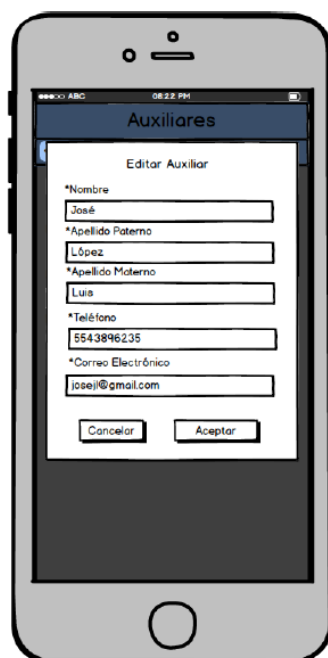 ABC 06:22 PM
Auxiliares
Editar Auxiliar
*Nombre
José
*Apellido Paterno
López
*Apellido Materno
Luis
*Teléfono
5543896235
*Correo Electrónico
josejl@gmail.com
Cancelar Aceptar